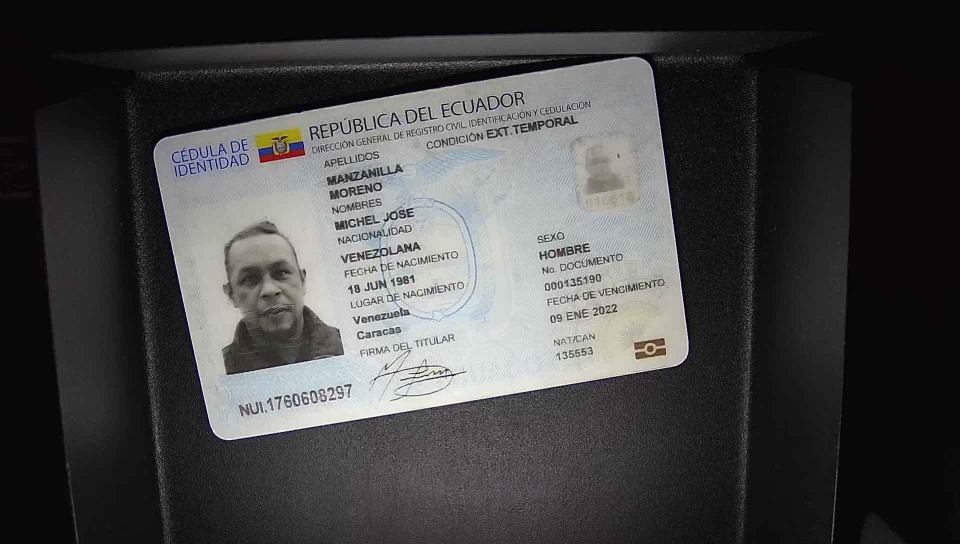 CÉDULA DE
IDENTIDAD
REPÚBLICA DEL ECUADOR
DIRECCIÓN GENERAL DE REGISTRO CIVIL, IDENTIFICACIÓN Y CEDULACIÓN
APELLIDOS
CONDICIÓN EXT.TEMPORAL
MANZANILLA
MORENO
NOMBRES
MICHEL JOSE
NACIONALIDAD
VENEZOLANA
FECHA DE NACIMIENTO
18 JUN 1981
LUGAR DE NACIMIENTO
Venezuela
Caracas
FIRMA DEL TITULAR
SEXO
HOMBRE
No. DOCUMENTO
000135190
FECHA DE VENCIMIENTO
09 ENE 2022
NAT/CAN
135553
NUI.1760608297